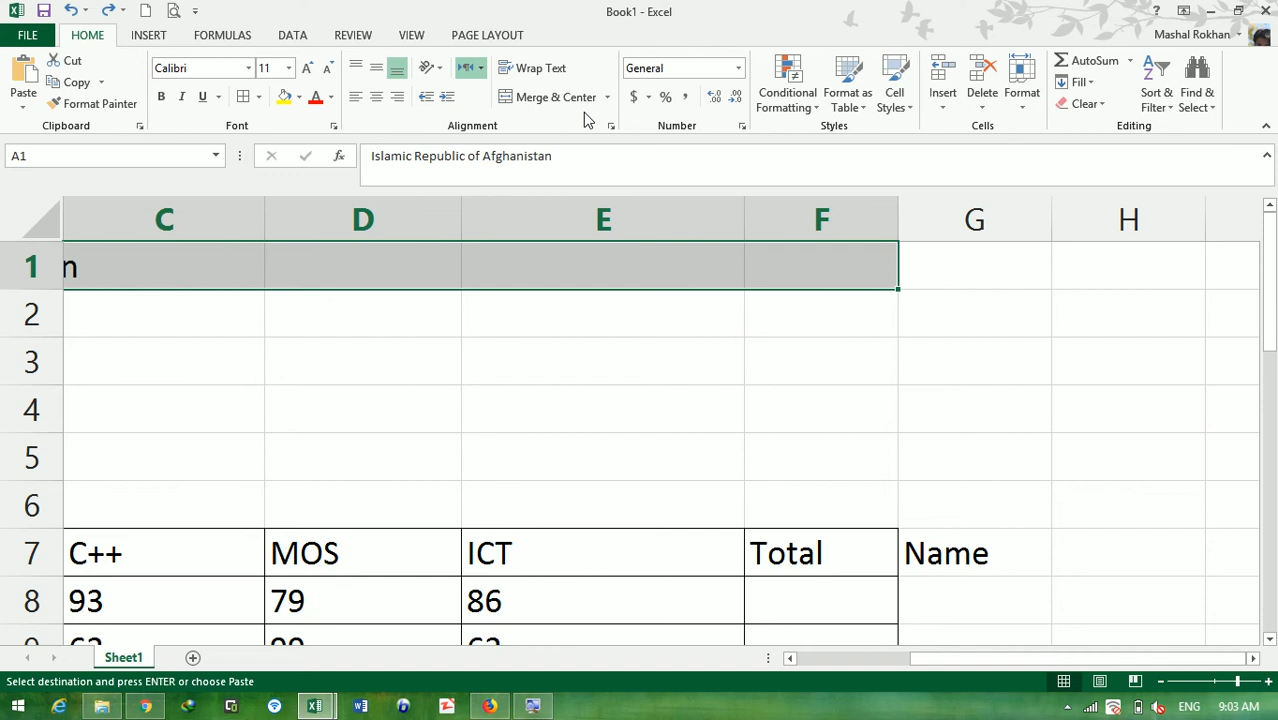 Book1 - Excel
?
FILE
HOME
INSERT
FORMULAS
DATA
REVIEW
VIEW
PAGE LAYOUT
Mashal Rokhan
Paste
Cut
Copy
Format Painter
Clipboard
Calibri
11
B I U
Font
Wrap Text
Merge & Center
Alignment
General
$ % ,
Number
Conditional
Formatting
Format as
Table
Cell
Styles
Styles
Insert
Delete
Format
Cells
AutoSum
Fill
Clear
Sort &
Filter
Find &
Select
Editing
A1
fx
Islamic Republic of Afghanistan
C D E F G H
1 n
2
3
4
5
6
7 C++ MOS ICT Total Name
8 93 79 86
Sheet1
Select destination and press ENTER or choose Paste
ENG
9:03 AM